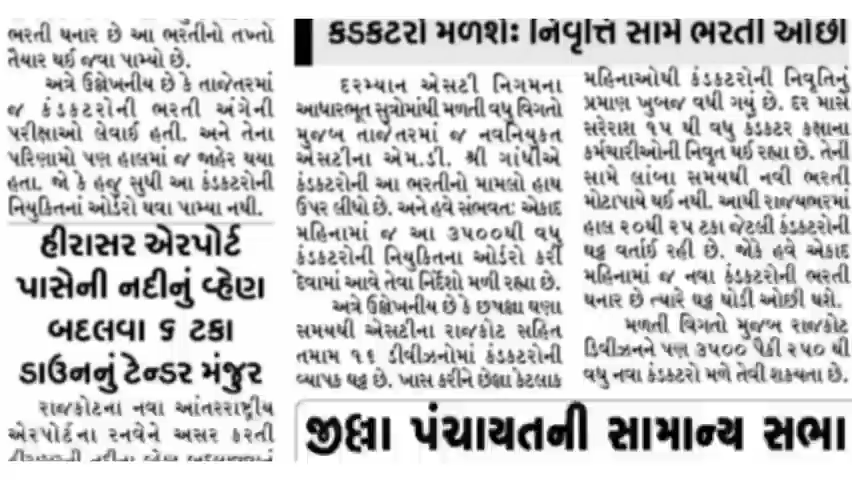 ભરતી થનાર છે આ ભરતીનો તખ્તો
તૈયાર થઈ જવા પામ્યો છે.
અત્રે ઉલ્લેખનીય છે કે તાજેતરમાં
જ કંડકટરોની ભરતી અંગેની
પરીક્ષાઓ લેવાઈ હતી. અને તેના
પરિણામો પણ હાલમાં જ જાહેર થયા
હતા. જો કે હજુ સુધી આ કંડકટરોની
નિયુકિતનાં ઓર્ડરો થવા પામ્યા નથી.
હીરાસર એરપોર્ટ
પાસેની નદીનું વ્હેણ
બદલવા ૬ ટકા
ડાઉનનું ટેન્ડર મંજુર
રાજકોટના નવા આંતરરાષ્ટ્રીય
એરપોર્ટના રનવેને અસર કરતી
કંડકટરો મળશે: નિવૃત્તિ સામે ભરતી ઓછી
દરમ્યાન એસટી નિગમના
આધારભૂત સુત્રોમાંથી મળતી વધુ વિગતો
મુજબ તાજેતરમાં જ નવનિયુકત
એસટીના એમ.ડી. શ્રી ગાંધીએ
કંડકટરોની આ ભરતીનો મામલો હાથ
ઉપર લીધો છે. અને હવે સંભવત: એકાદ
મહિનામાં જ આ ૩૫૦૦થી વધુ
કંડકટરોની નિયુકિતના ઓર્ડરો કરી
દેવામાં આવે તેવા નિર્દેશો મળી રહ્યા છે.
અત્રે ઉલ્લેખનીય છે કે છપલ્લા ઘણા
સમયથી એસટીના રાજકોટ સહિત
તમામ ૧૬ ડીવીઝનોમાં કંડકટરોની
વ્યાપક ઘટ્ટ છે. ખાસ કરીને છેલ્લા કેટલાક
મહિનાઓથી કંડકટરોની નિવૃતિનું
પ્રમાણ ખુબજ વધી ગયું છે. દર માસે
સરેરાશ ૧૫ થી વધુ કંડકટર કક્ષાના
કર્મચારીઓની નિવૃત થઈ રહ્યા છે. તેની
સામે લાંબા સમયથી નવી ભરતી
મોટાપાયે થઈ નથી. આથી રાજ્યભરમાં
હાલ ૨૦થી ૨૫ ટકા જેટલી કંડકટરોની
ઘટ્ટ વર્તાઈ રહી છે. જોકે હવે એકાદ
મહિનામાં જ નવા કંડકટરોની ભરતી
થનાર છે ત્યારે ઘટ્ટ થોડી ઓછી થશે.
મળતી વિગતો મુજબ રાજકોટ
ડિવીઝનને પણ ૩૫૦૦ પૈકી ૨૫૦ થી
વધુ નવા કંડકટરો મળે તેવી શકયતા છે.
જીલ્લા પંચાયતની સામાન્ય સભા